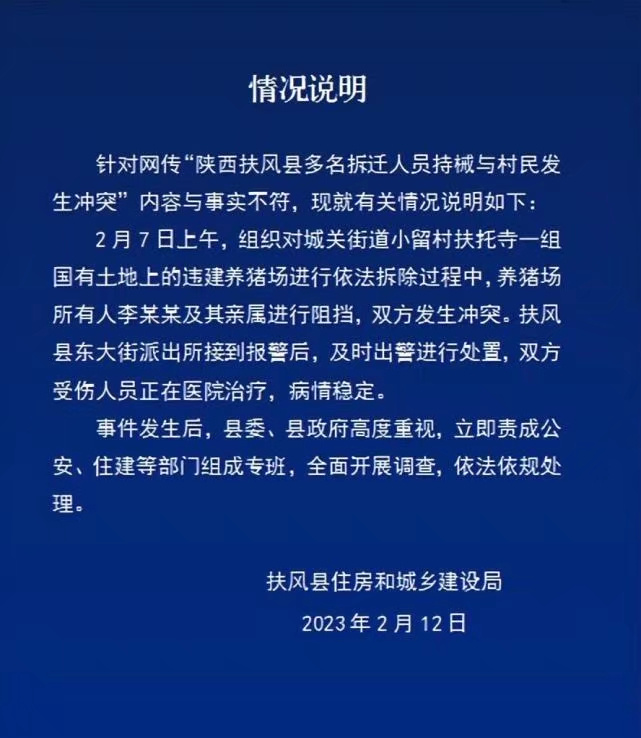 情况说明
针对网传“陕西扶风县多名拆迁人员持械与村民发
生冲突”内容与事实不符，现就有关情况说明如下：
2月7日上午，组织对城关街道小留村扶托寺一组
国有土地上的违建养猪场进行依法拆除过程中，养猪场
所有人李某某及其亲属进行阻挡，双方发生冲突。扶风
县东大街派出所接到报警后，及时出警进行处置，双方
受伤人员正在医院治疗，病情稳定。
事件发生后，县委、县政府高度重视，立即责成公
安、住建等部门组成专班，全面开展调查，依法依规处
理。
扶风县住房和城乡建设局
2023年2月12日